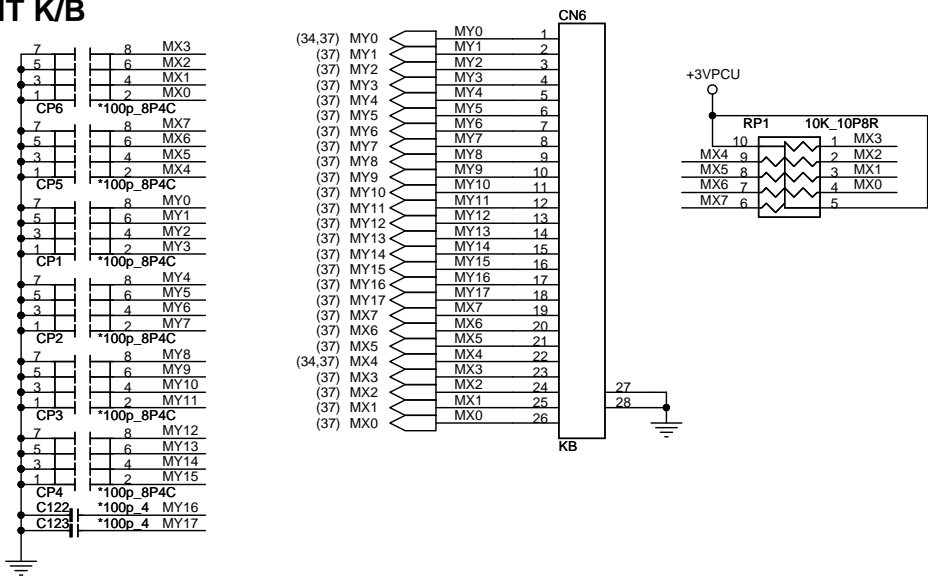 NT K/B
7 8 MX3
5 6 MX2
3 4 MX1
1 2 MX0
CP6 *100p_8P4C
7 8 MX7
5 6 MX6
3 4 MX5
1 2 MX4
CP5 *100p_8P4C
7 8 MY0
5 6 MY1
3 4 MY2
1 2 MY3
CP1 *100p_8P4C
7 8 MY4
5 6 MY5
3 4 MY6
1 2 MY7
CP2 *100p_8P4C
7 8 MY8
5 6 MY9
3 4 MY10
1 2 MY11
CP3 *100p_8P4C
7 8 MY12
5 6 MY13
3 4 MY14
1 2 MY15
CP4 *100p_8P4C
C122 *100p_4 MY16
C123 *100p_4 MY17
CN6
(34,37) MY0 MY0 1
(37) MY1 MY1 2
(37) MY2 MY2 3
(37) MY3 MY3 4
(37) MY4 MY4 5
(37) MY5 MY5 6
(37) MY6 MY6 7
(37) MY7 MY7 8
(37) MY8 MY8 9
(37) MY9 MY9 10
(37) MY10 MY10 11
(37) MY11 MY11 12
(37) MY12 MY12 13
(37) MY13 MY13 14
(37) MY14 MY14 15
(37) MY15 MY15 16
(37) MY16 MY16 17
(37) MY17 MY17 18
(37) MX7 MX7 19
(37) MX6 MX6 20
(37) MX5 MX5 21
(34,37) MX4 MX4 22
(37) MX3 MX3 23
(37) MX2 MX2 24
(37) MX1 MX1 25
(37) MX0 MX0 26
27
28
KB
+3VPCU
RP1 10K_10P8R
10 1 MX3
MX4 9 2 MX2
MX5 8 3 MX1
MX6 7 4 MX0
MX7 6 5